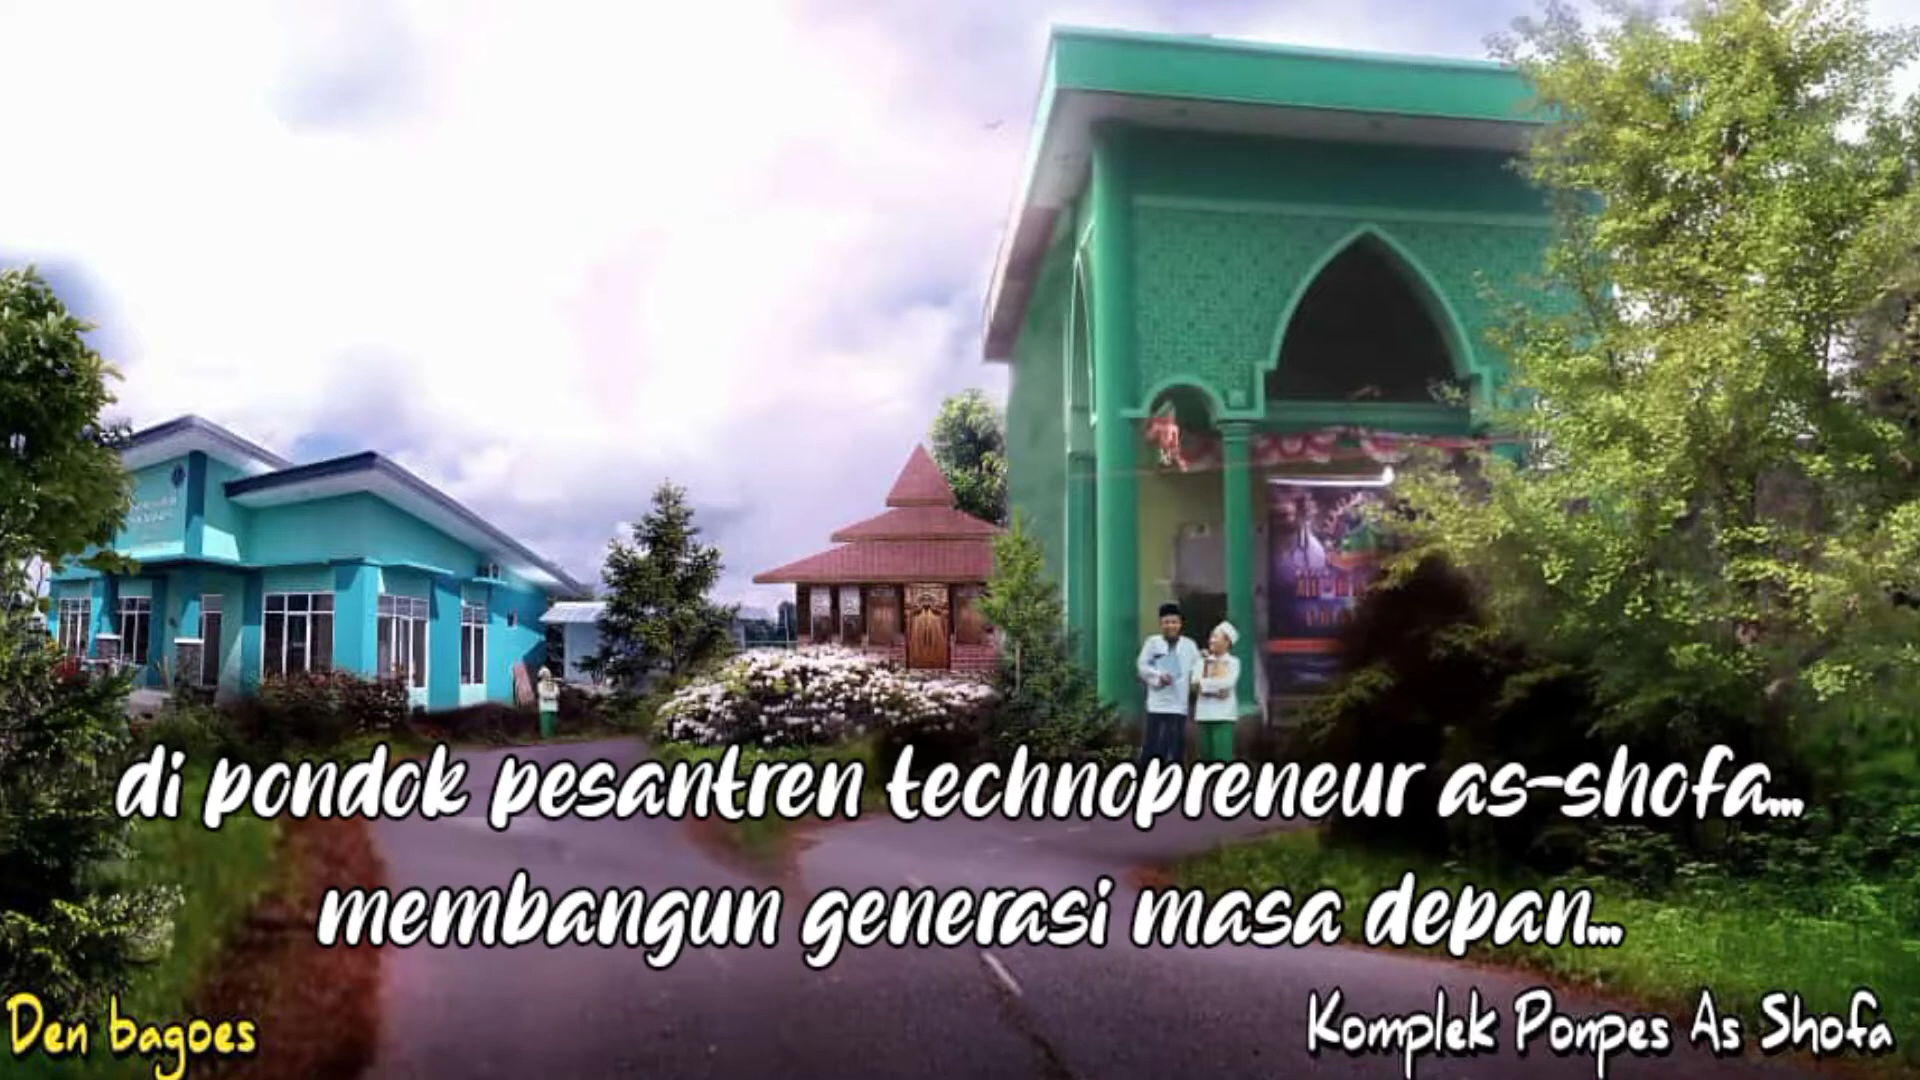 di pondok pesantren technopreneur as-shofa...
membangun generasi masa depan...
Den bagoes
Komplek Ponpes As Shofa